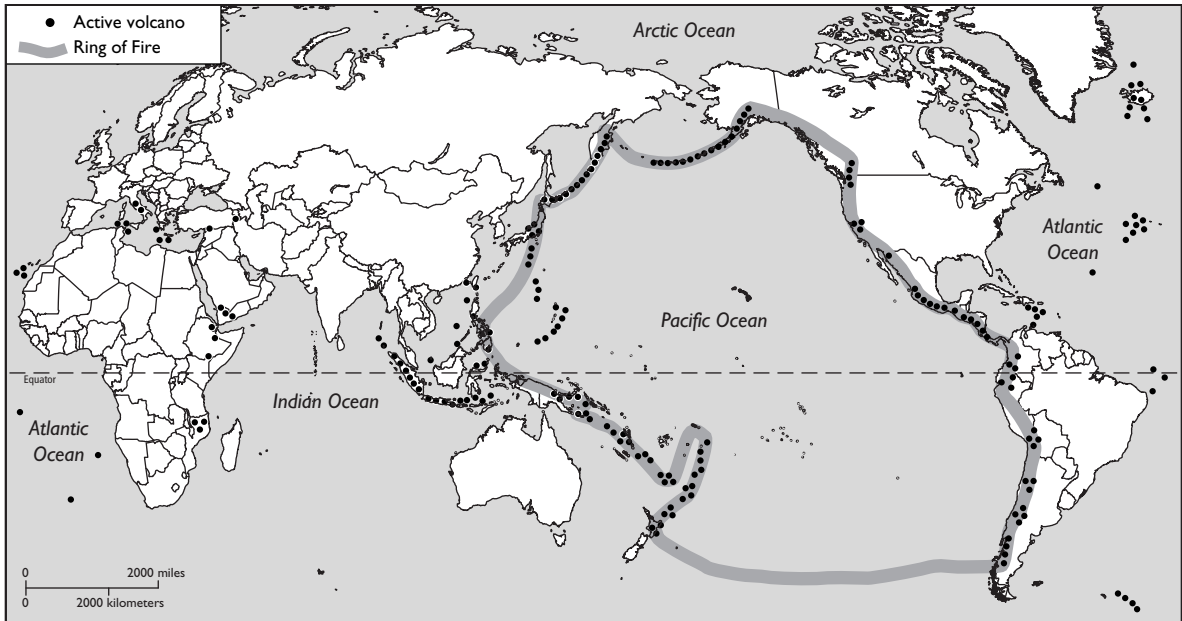 Active volcano
Ring of Fire
Arctic Ocean
Atlantic
Ocean
Pacific Ocean
Equator
Indian Ocean
Atlantic
Ocean
0 2000 miles
0 2000 kilometers